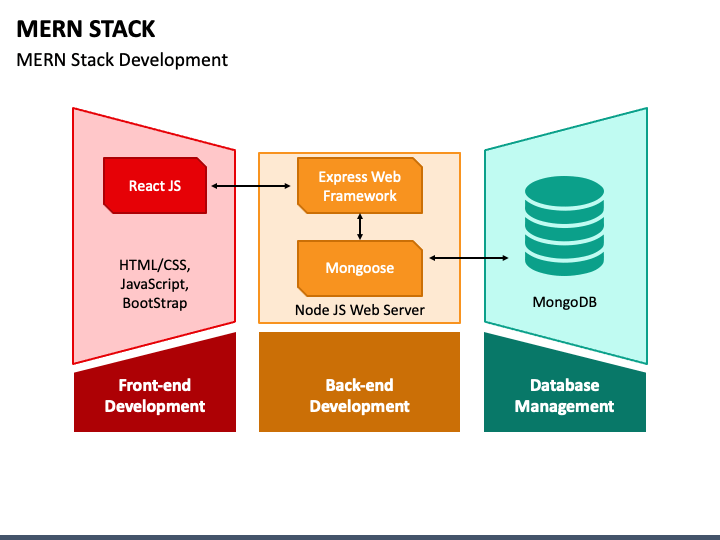 MERN STACK
MERN Stack Development
React JS
HTML/CSS,
JavaScript,
BootStrap
Express Web
Framework
Mongoose
Node JS Web Server
MongoDB
Front-end
Development
Back-end
Development
Database
Management